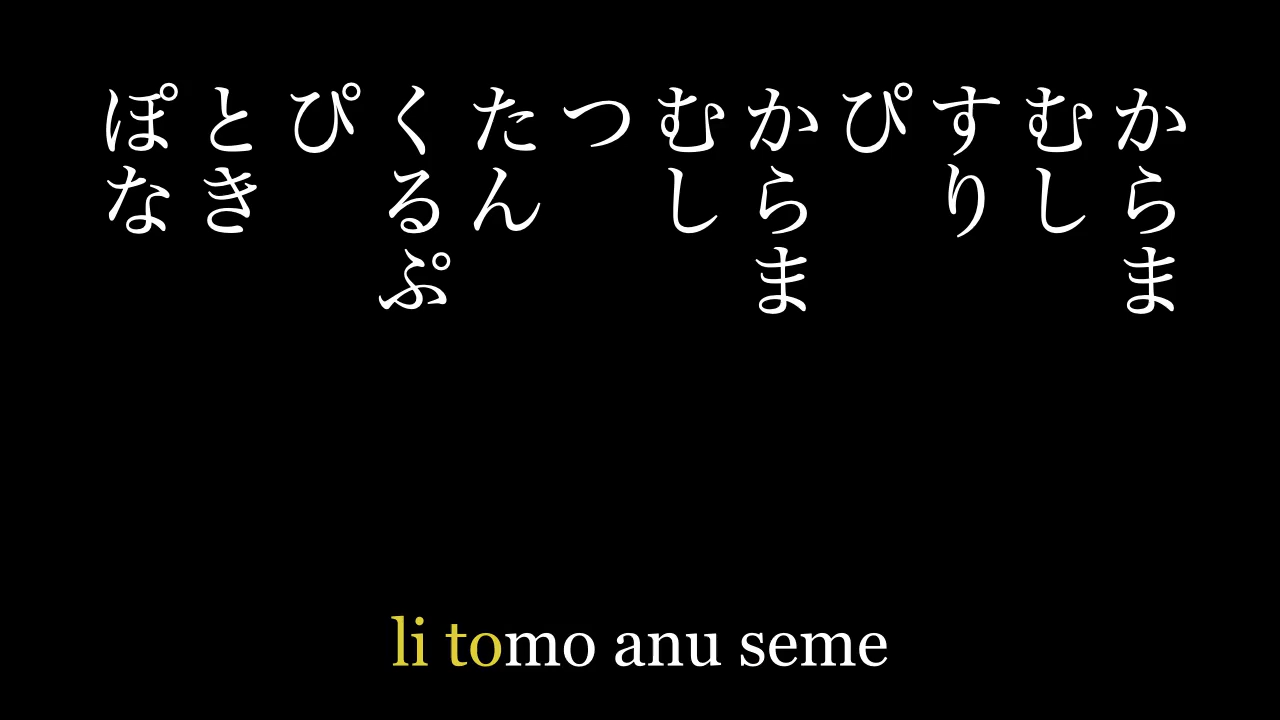 からま
むし
すり
ぴ
からま
むし
つ
たん
くるぷ
ぴ
とき
ぽな
li tomo anu seme